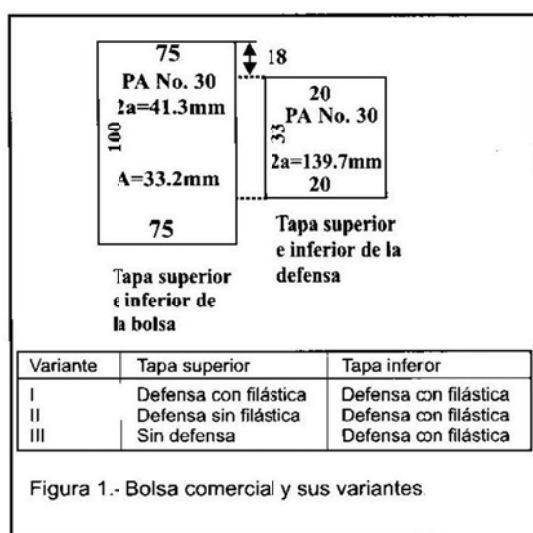 75
PA No. 30
2a=41.3mm
100
A=33.2mm
75
18
20
PA No. 30
33
2a=139.7mm
20
Tapa superior
e inferior de
la bolsa
Tapa superior
e inferior de la
defensa
Variante Tapa superior Tapa inferor
I Defensa con filástica Defensa con filástica
II Defensa sin filástica Defensa con filástica
III Sin defensa Defensa con filástica
Figura 1.- Bolsa comercial y sus variantes.